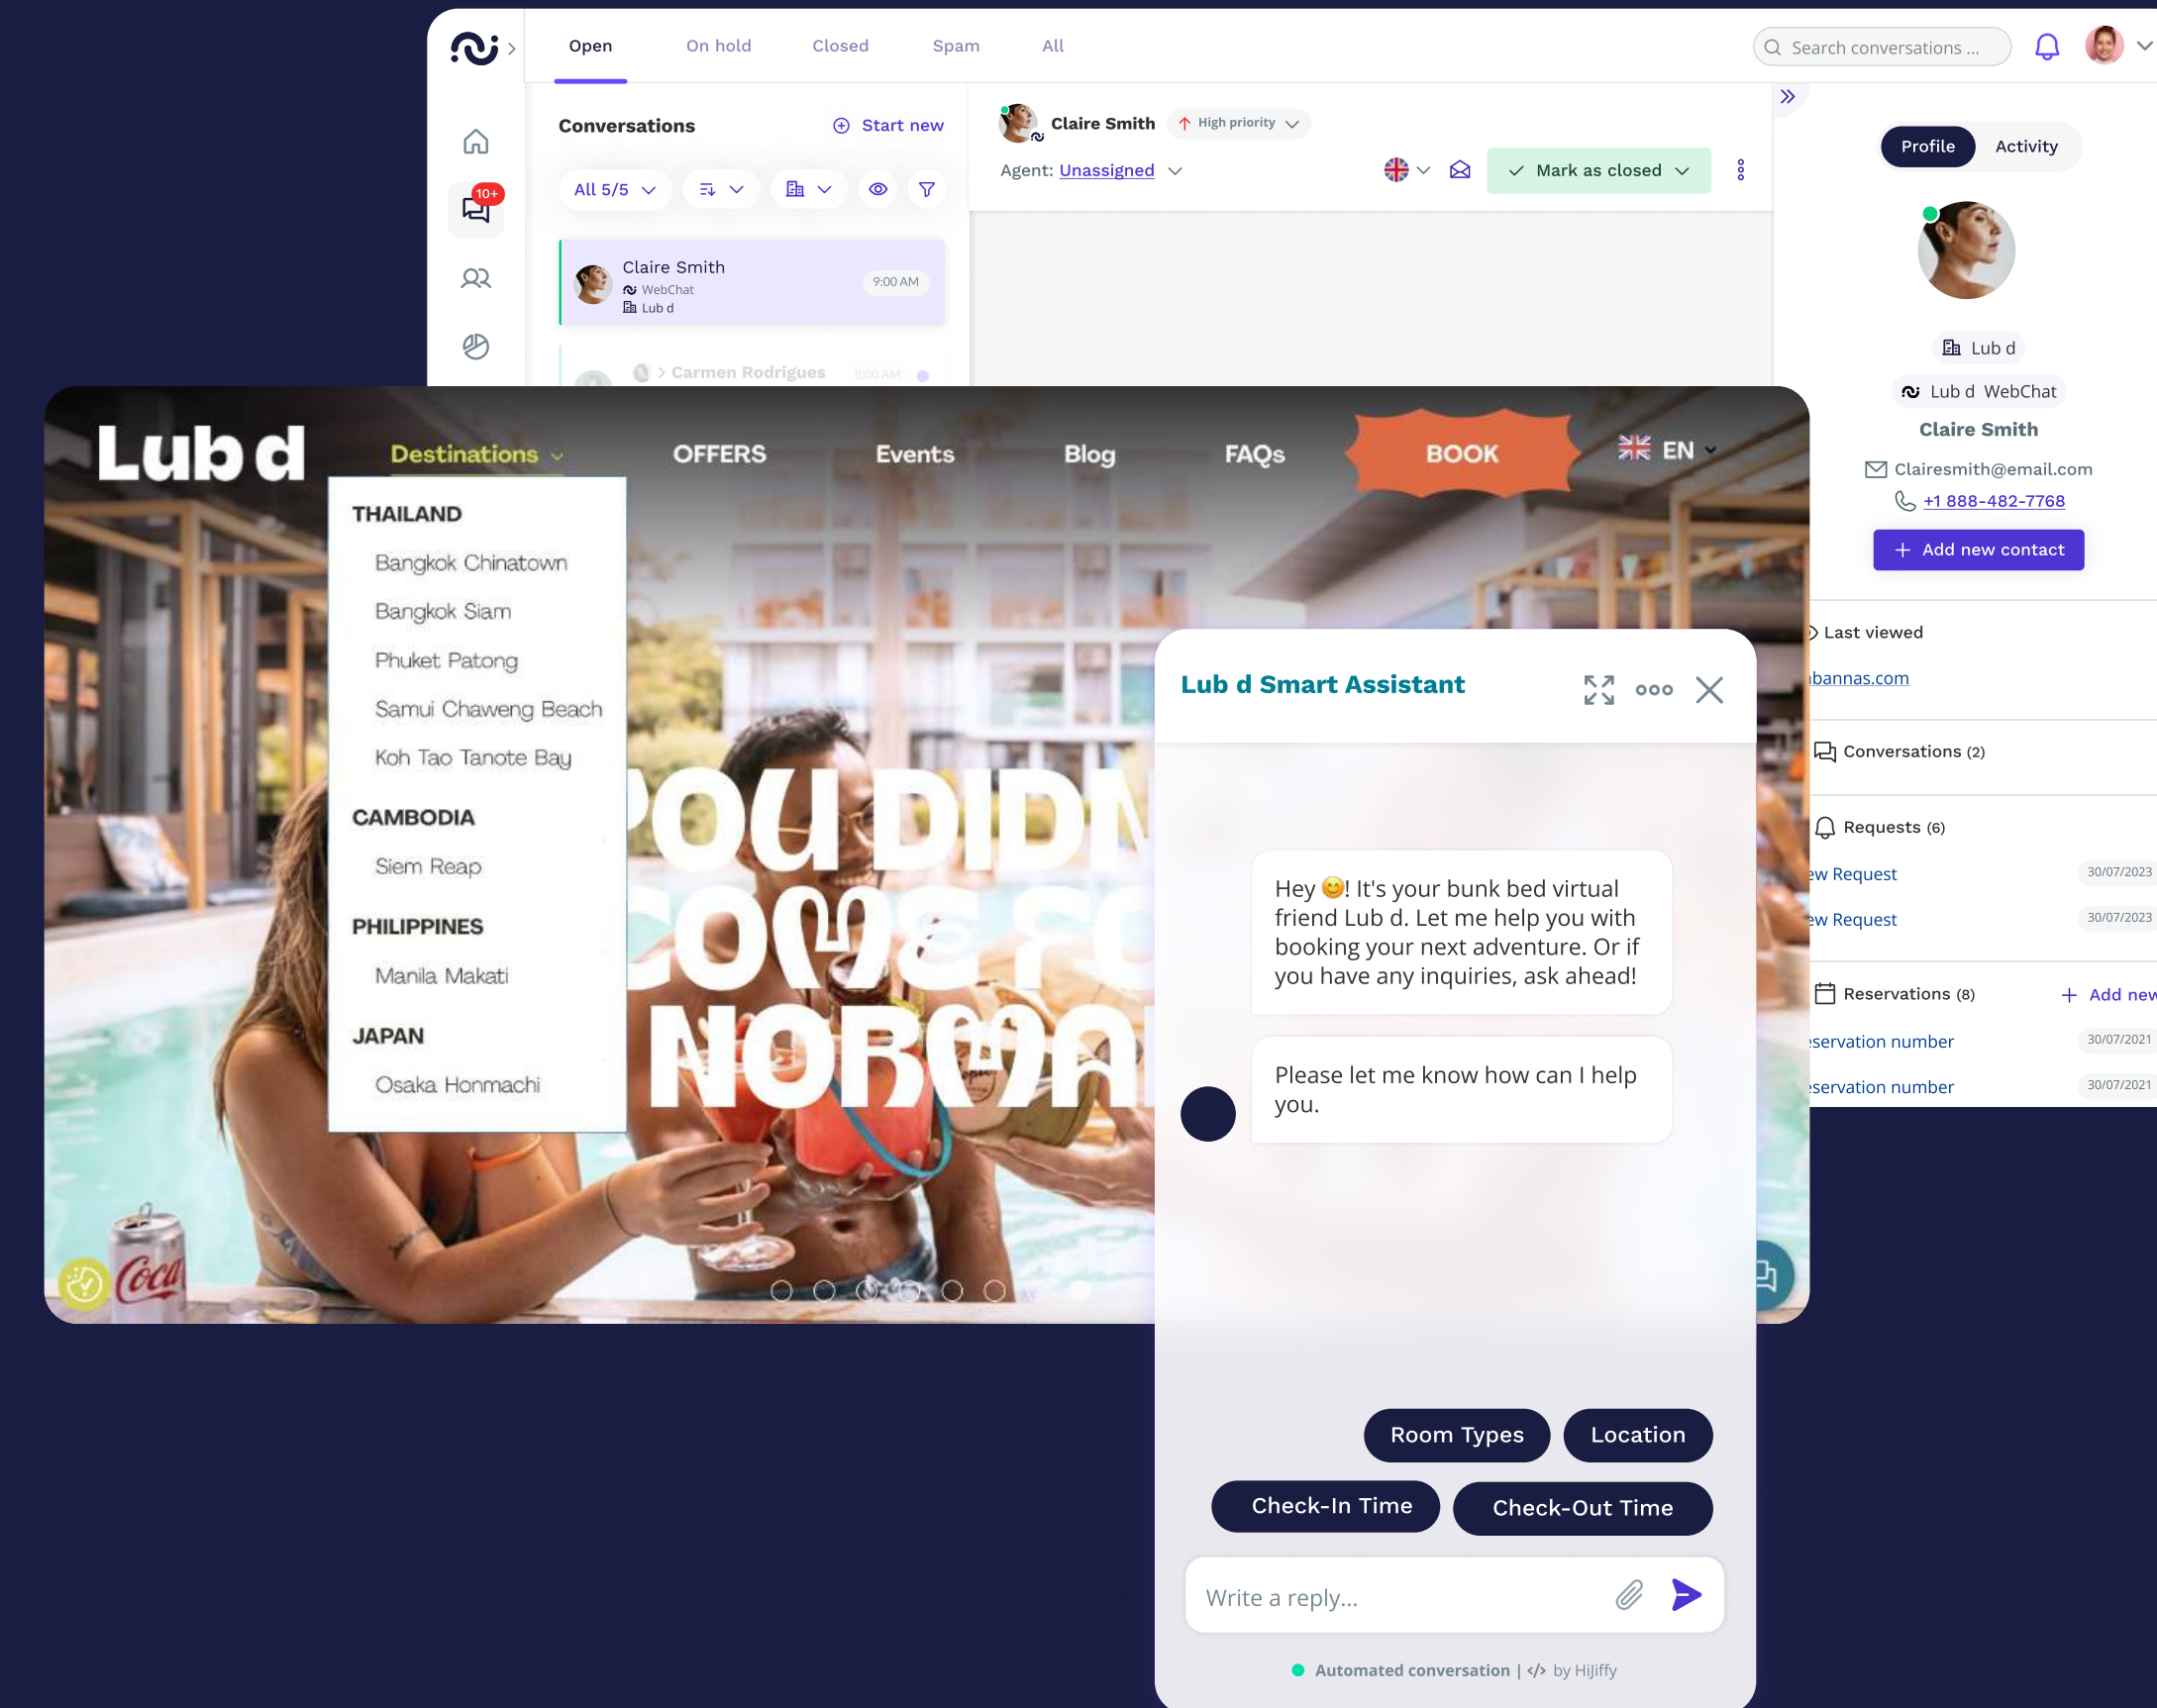 Open
On hold
Closed
Spam
All
Search conversations ...
10+
Conversations
Start new
All 5/5
Claire Smith
WebChat
Lub d
9:00 AM
Carmen Rodrigues
8:00 AM
Claire Smith
High priority
Agent: Unassigned
Mark as closed
Profile
Activity
Lub d
Lub d WebChat
Claire Smith
Clairesmith@email.com
+1 888-482-7768
Add new contact
Last viewed
bannas.com
Conversations (2)
Requests (6)
ew Request
30/07/2023
ew Request
30/07/2023
Reservations (8)
Add new
eservation number
30/07/2021
eservation number
30/07/2021
Lub d
Destinations
OFFERS
Events
Blog
FAQs
BOOK
EN
THAILAND
Bangkok Chinatown
Bangkok Siam
Phuket Patong
Samui Chaweng Beach
Koh Tao Tanote Bay
CAMBODIA
Siem Reap
PHILIPPINES
Manila Makati
JAPAN
Osaka Honmachi
YOU DIDN
COME FO
NORMA
Coca
Lub d Smart Assistant
Hey 😊! It's your bunk bed virtual
friend Lub d. Let me help you with
booking your next adventure. Or if
you have any inquiries, ask ahead!
Please let me know how can I help
you.
Room Types
Location
Check-In Time
Check-Out Time
Write a reply...
Automated conversation | </> by HiJiffy